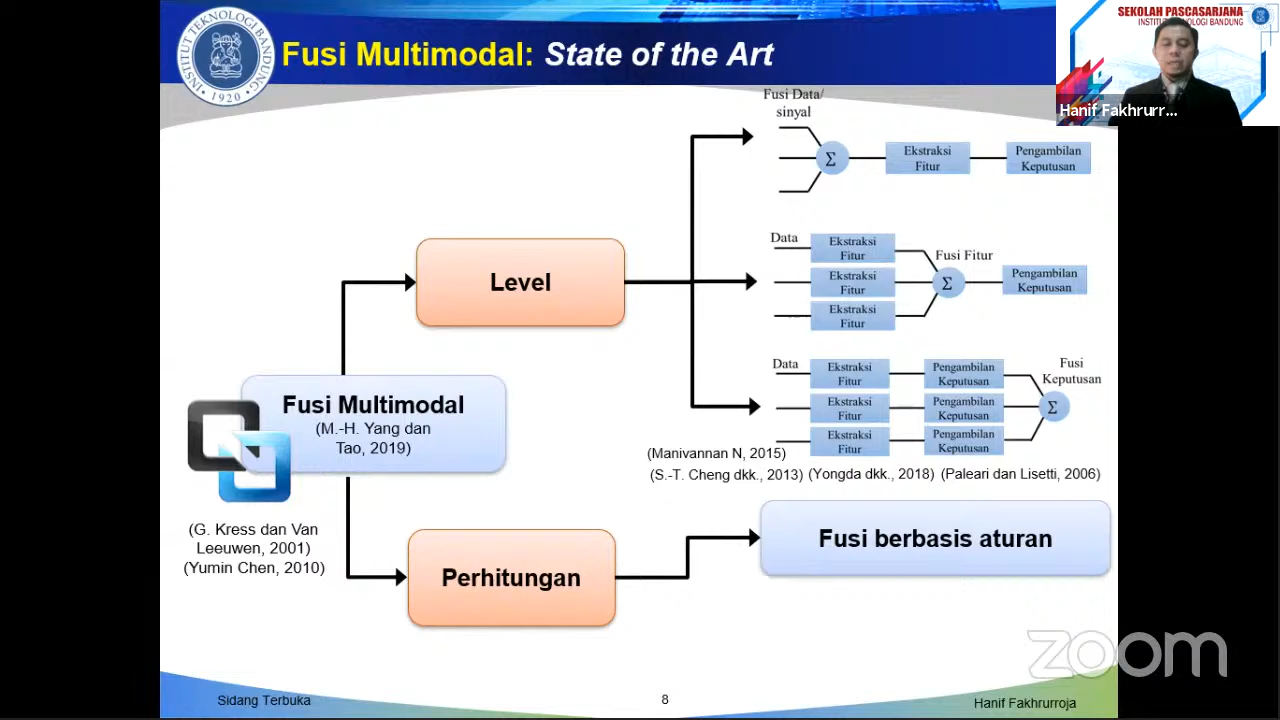 Fusi Multimodal: State of the Art
INSTITUT TEKNOLOGI BANDUNG
1920
SEKOLAH PASCASARJANA
INSTITUT TEKNOLOGI BANDUNG
Hanif Fakhrurr...
Fusi Data/
sinyal
Σ
Ekstraksi
Fitur
Pengambilan
Keputusan
Level
Data
Ekstraksi
Fitur
Ekstraksi
Fitur
Ekstraksi
Fitur
Fusi Fitur
Σ
Pengambilan
Keputusan
Data
Ekstraksi
Fitur
Ekstraksi
Fitur
Ekstraksi
Fitur
Pengambilan
Keputusan
Pengambilan
Keputusan
Pengambilan
Keputusan
Fusi
Keputusan
Σ
(Manivannan N, 2015)
(S.-T. Cheng dkk., 2013) (Yongda dkk., 2018) (Paleari dan Lisetti, 2006)
Fusi Multimodal
(M.-H. Yang dan
Tao, 2019)
(G. Kress dan Van
Leeuwen, 2001)
(Yumin Chen, 2010)
Perhitungan
Fusi berbasis aturan
zoom
Sidang Terbuka
8
Hanif Fakhrurroja